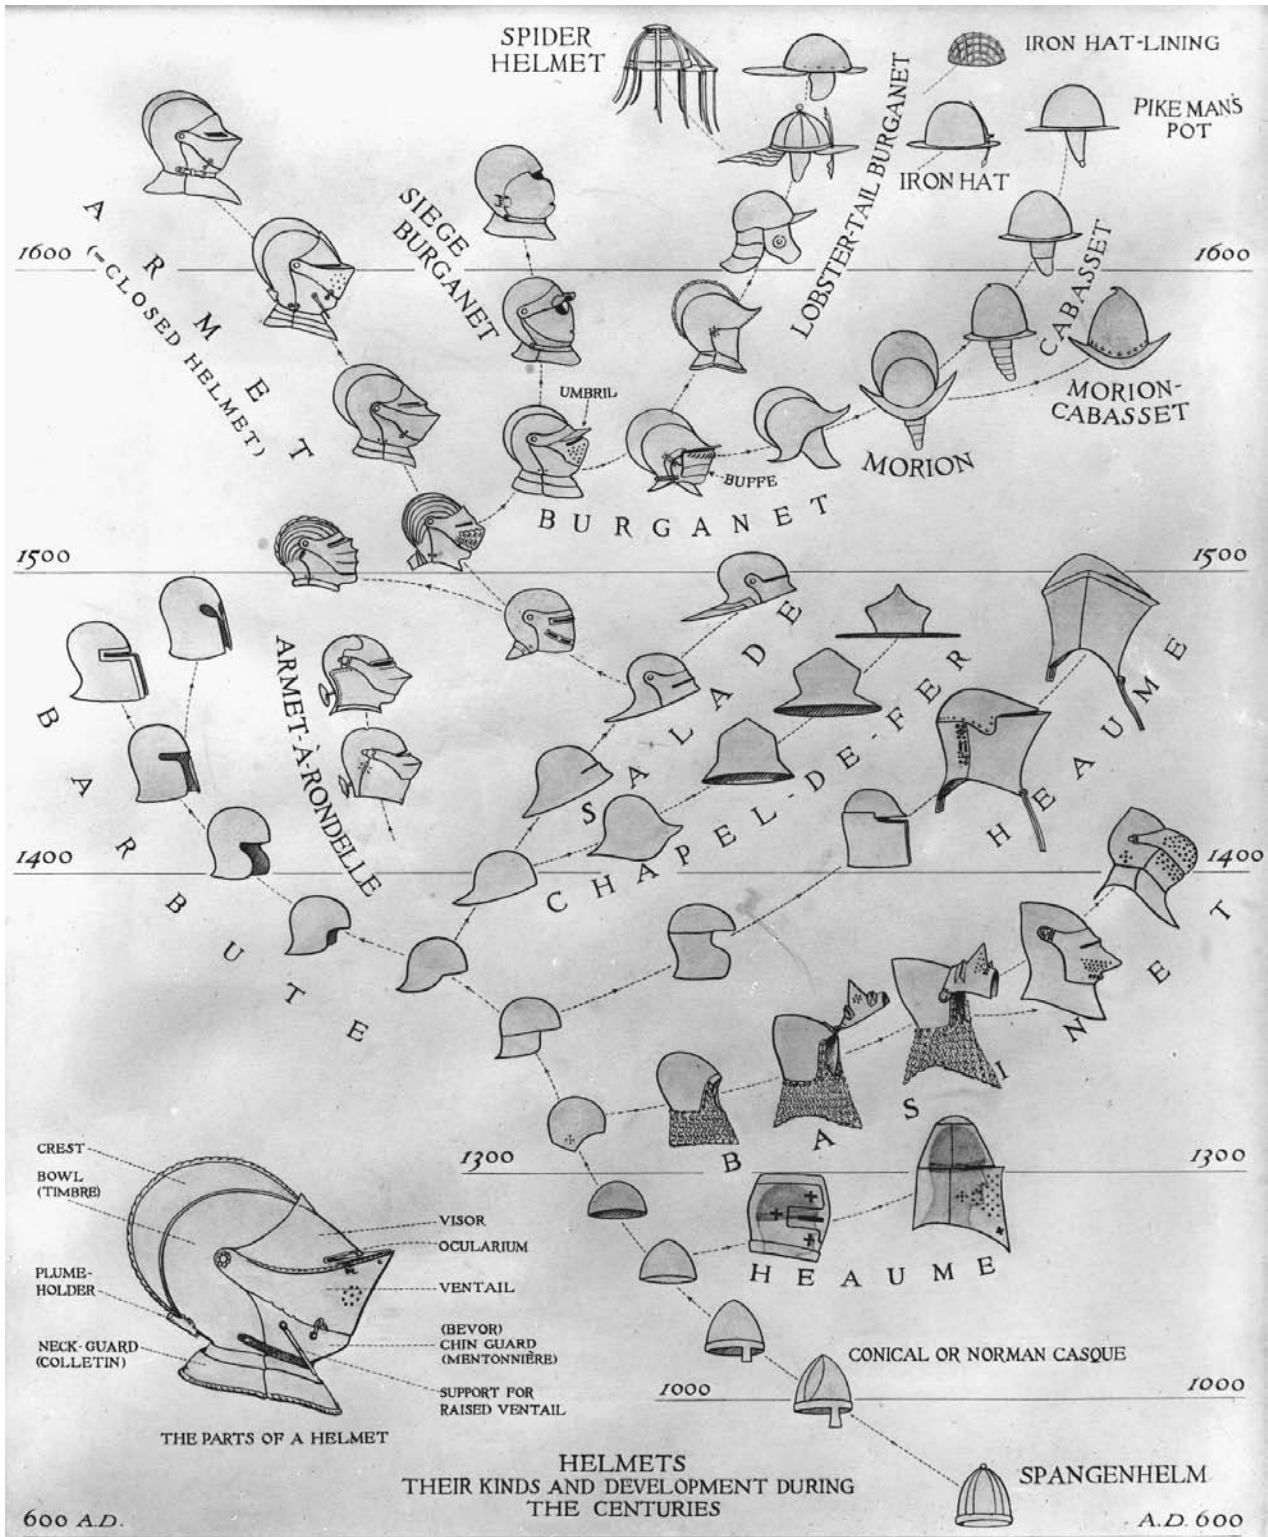 SPIDER
HELMET
IRON HAT-LINING
PIKE MAN'S
POT
IRON HAT
LOBSTER-TAIL BURGANET
SIEGE
BURGANET
ARMET
(=CLOSED HELMET)
1600
1600
CABASSET
UMBRIL
MORION-
CABASSET
MORION
BUFFE
BURGANET
1500
1500
ARMET-À-RONDELLE
SALADE
CHAPEL-DE-FER
HEAUME
BARBUTE
1400
1400
BASINET
1300
1300
HEAUME
CREST
BOWL
(TIMBRE)
PLUME-
HOLDER
NECK-GUARD
(COLLETIN)
VISOR
OCULARIUM
VENTAIL
(BEVOR)
CHIN GUARD
(MENTONNIÈRE)
SUPPORT FOR
RAISED VENTAIL
THE PARTS OF A HELMET
CONICAL OR NORMAN CASQUE
1000
1000
SPANGENHELM
HELMETS
THEIR KINDS AND DEVELOPMENT DURING
THE CENTURIES
600 A.D.
A.D. 600